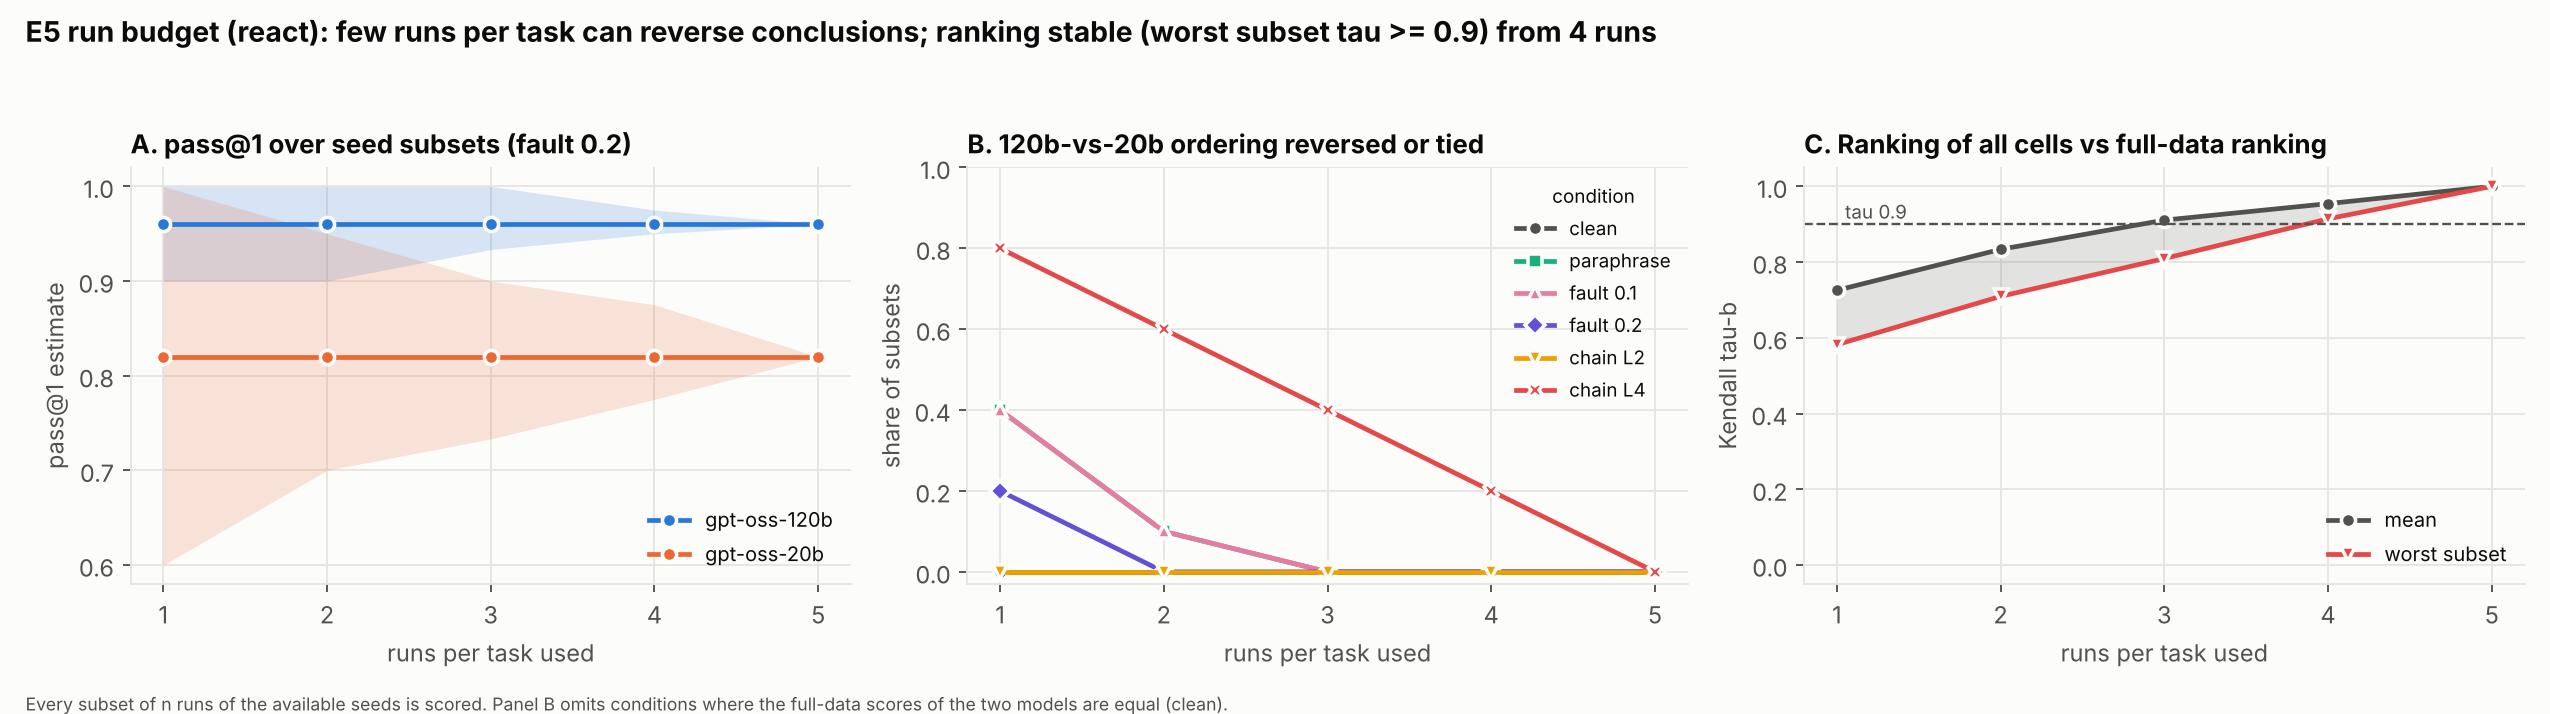 E5 run budget (react): few runs per task can reverse conclusions; ranking stable (worst subset tau >= 0.9) from 4 runs
A. pass@1 over seed subsets (fault 0.2)
pass@1 estimate
1.0
0.9
0.8
0.7
0.6
gpt-oss-120b
gpt-oss-20b
1
2
3
4
5
runs per task used
B. 120b-vs-20b ordering reversed or tied
share of subsets
1.0
0.8
0.6
0.4
0.2
0.0
condition
clean
paraphrase
fault 0.1
fault 0.2
chain L2
chain L4
1
2
3
4
5
runs per task used
C. Ranking of all cells vs full-data ranking
Kendall tau-b
1.0
0.8
0.6
0.4
0.2
0.0
tau 0.9
mean
worst subset
1
2
3
4
5
runs per task used
Every subset of n runs of the available seeds is scored. Panel B omits conditions where the full-data scores of the two models are equal (clean).